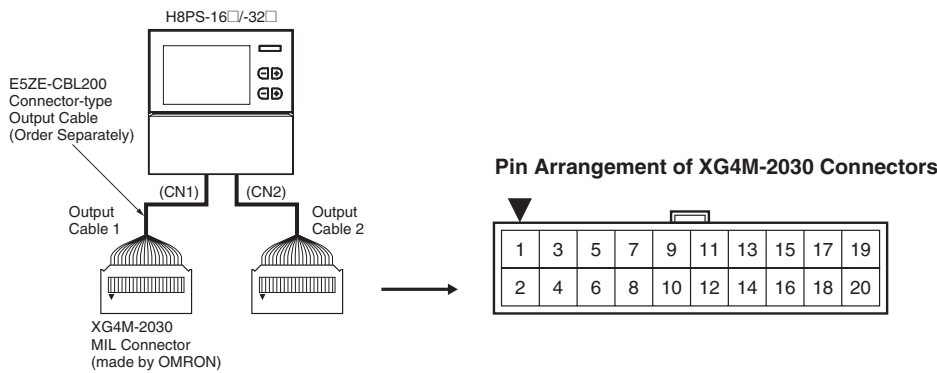 H8PS-16□/-32□
E5ZE-CBL200
Connector-type
Output Cable
(Order Separately)
(CN1)
(CN2)
Output
Cable 1
Output
Cable 2
XG4M-2030
MIL Connector
(made by OMRON)
Pin Arrangement of XG4M-2030 Connectors
1 3 5 7 9 11 13 15 17 19
2 4 6 8 10 12 14 16 18 20